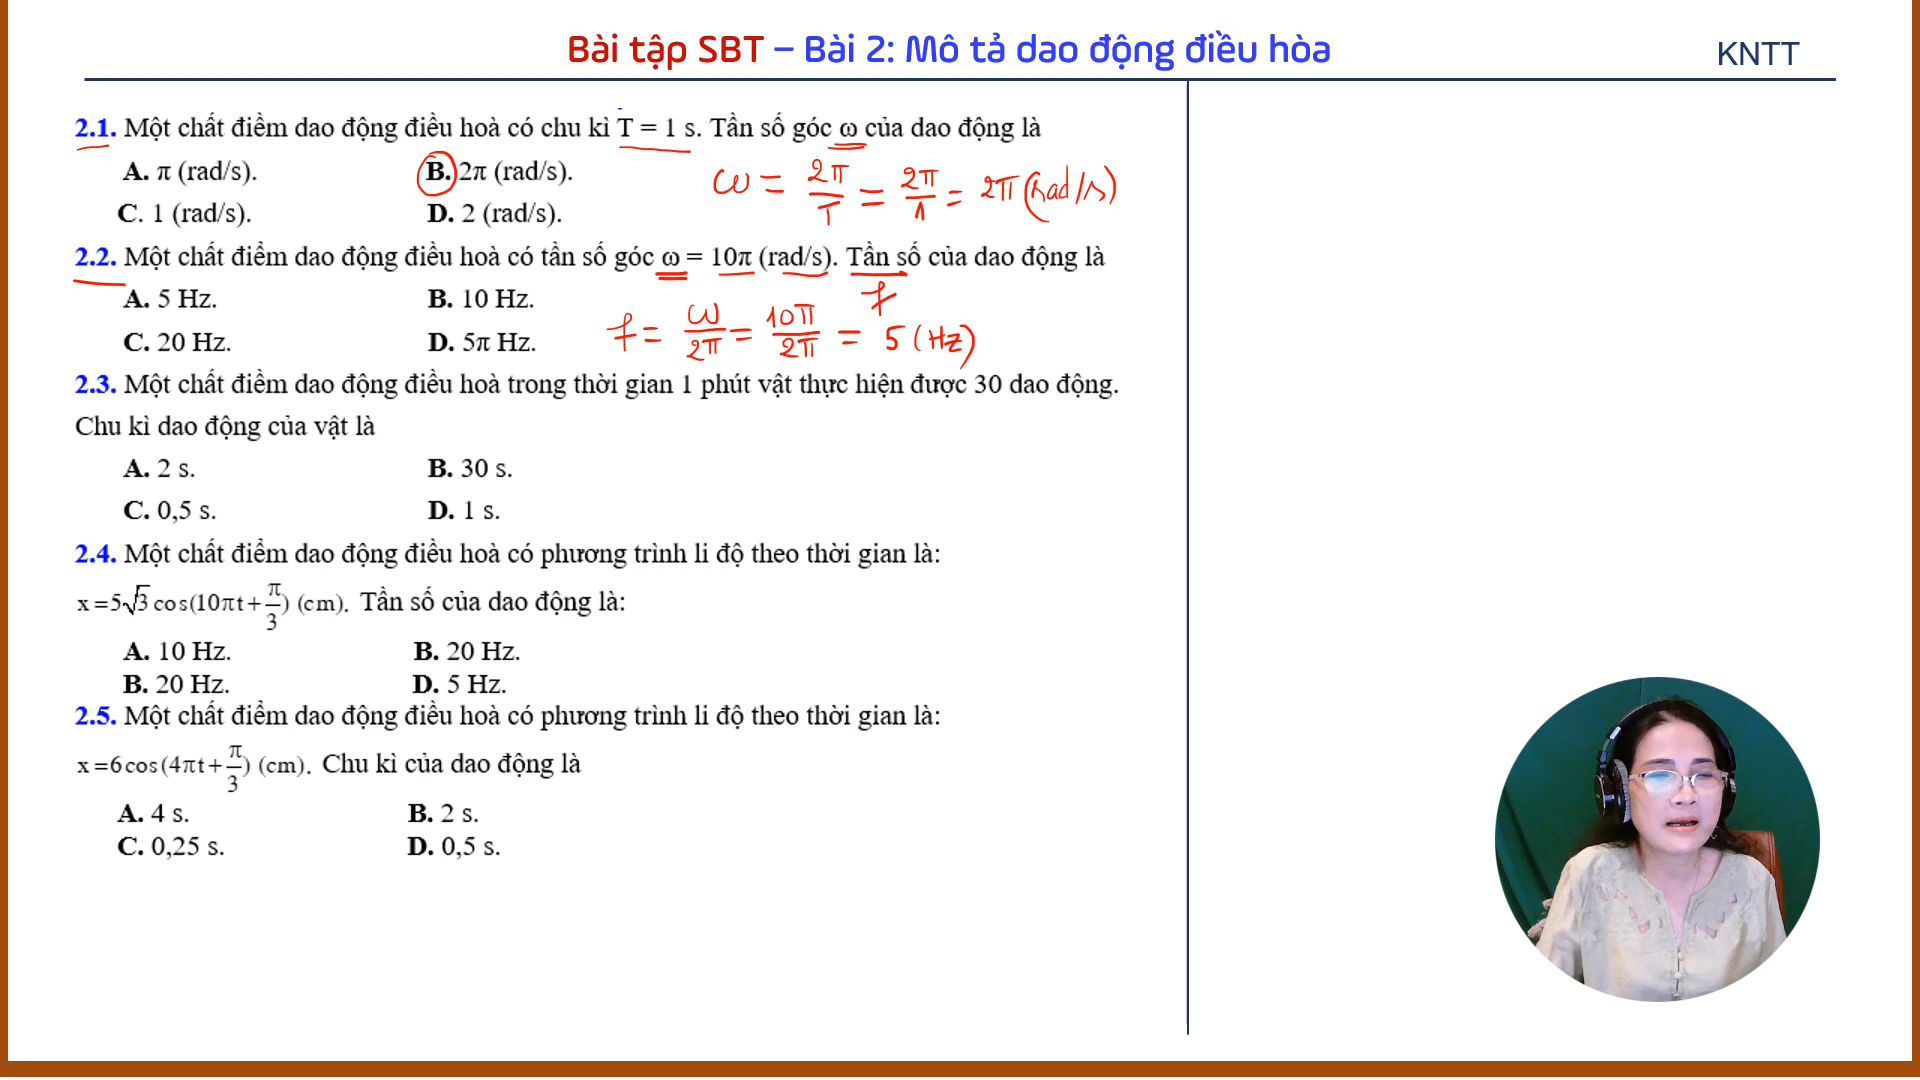 Bài tập SBT – Bài 2: Mô tả dao động điều hòa
KNTT
2.1. Một chất điểm dao động điều hoà có chu kì T = 1 s. Tần số góc ω của dao động là
A. π (rad/s). B. 2π (rad/s).
ω = 2π/T = 2π/1 = 2π (rad/s)
C. 1 (rad/s). D. 2 (rad/s).
2.2. Một chất điểm dao động điều hoà có tần số góc ω = 10π (rad/s). Tần số của dao động là
f
A. 5 Hz. B. 10 Hz.
f = ω/2π = 10π/2π = 5 (Hz)
C. 20 Hz. D. 5π Hz.
2.3. Một chất điểm dao động điều hoà trong thời gian 1 phút vật thực hiện được 30 dao động.
Chu kì dao động của vật là
A. 2 s. B. 30 s.
C. 0,5 s. D. 1 s.
2.4. Một chất điểm dao động điều hoà có phương trình li độ theo thời gian là:
x=5√3cos(10πt+π/3) (cm). Tần số của dao động là:
A. 10 Hz. B. 20 Hz.
B. 20 Hz. D. 5 Hz.
2.5. Một chất điểm dao động điều hoà có phương trình li độ theo thời gian là:
x=6cos(4πt+π/3) (cm). Chu kì của dao động là
A. 4 s. B. 2 s.
C. 0,25 s. D. 0,5 s.